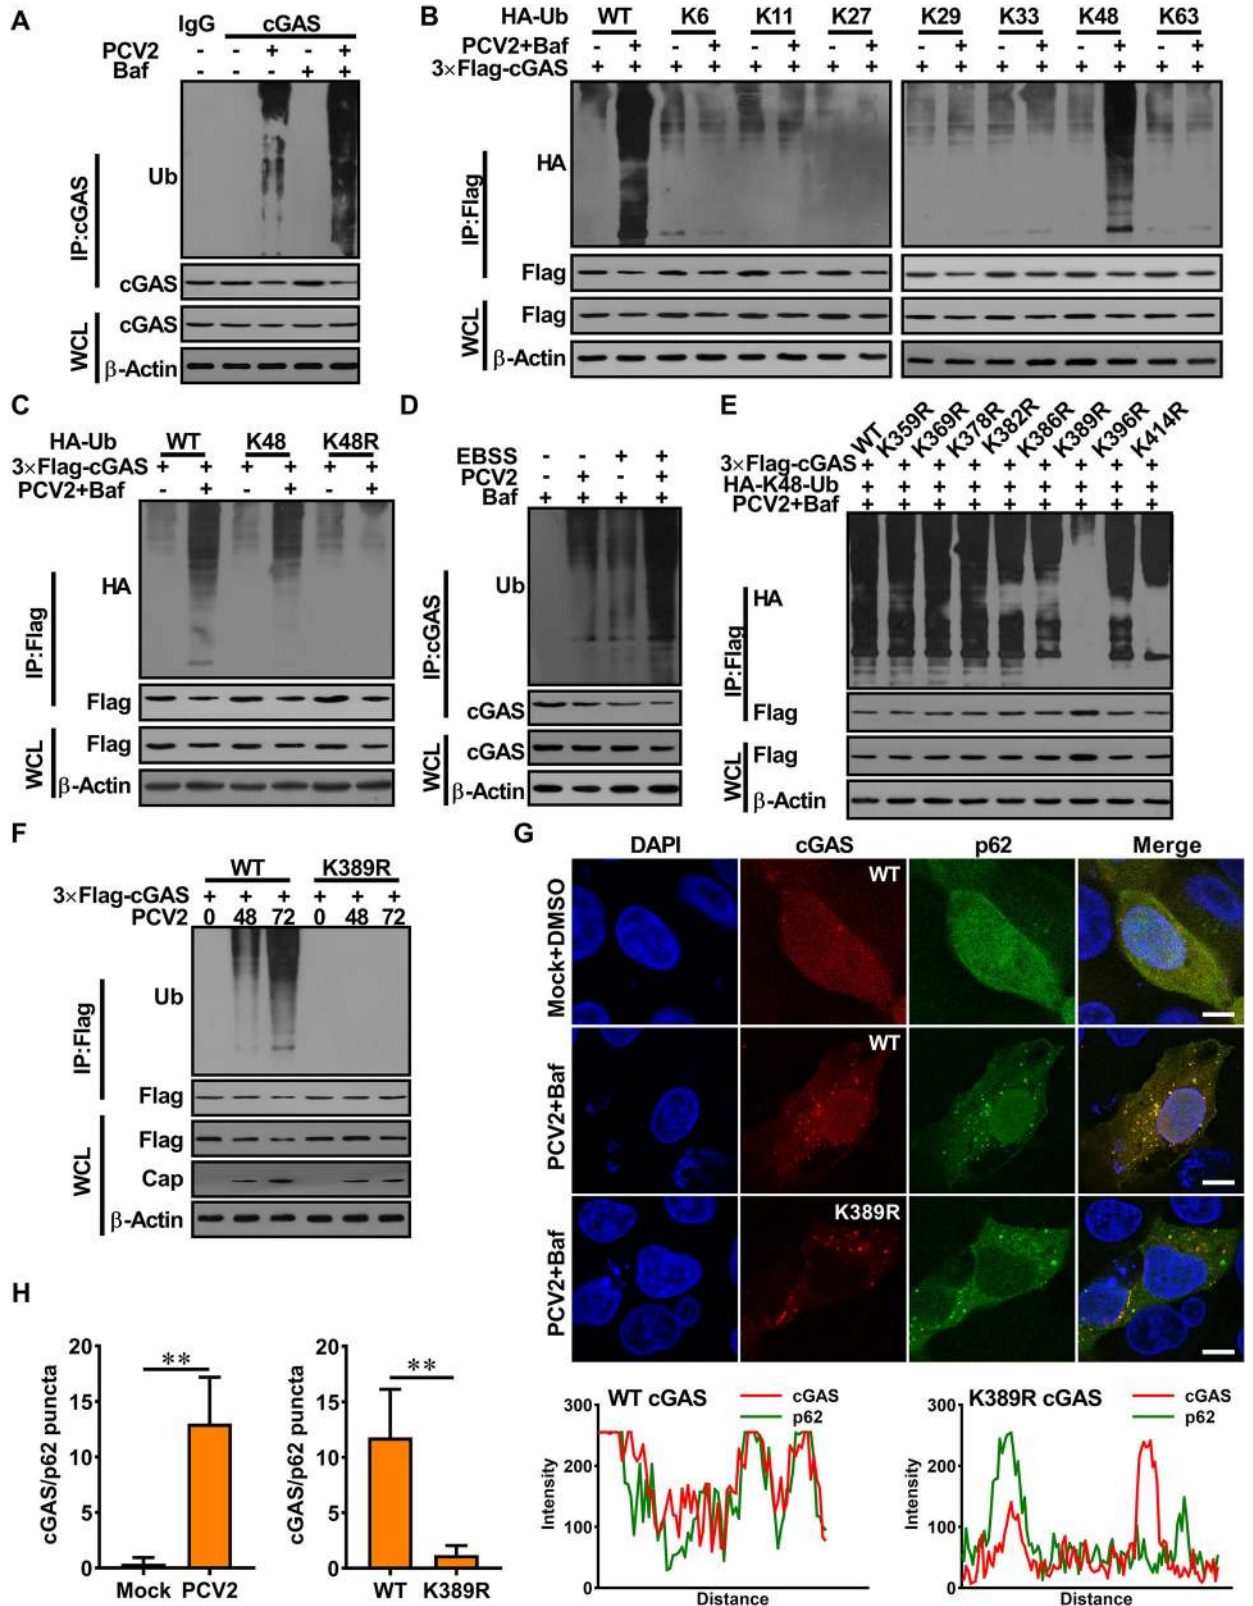 A
IgG cGAS
PCV2 - - + - +
Baf - - - + +
IP:cGAS
Ub
cGAS
WCL
cGAS
β-Actin
B
HA-Ub WT K6 K11 K27 K29 K33 K48 K63
PCV2+Baf - + - + - + - + - + - + - + - +
3×Flag-cGAS + + + + + + + + + + + + + + + +
IP:Flag
HA
Flag
WCL
Flag
β-Actin
C
HA-Ub WT K48 K48R
3×Flag-cGAS + + + + + +
PCV2+Baf - + - + - +
IP:Flag
HA
Flag
WCL
Flag
β-Actin
D
EBSS - - + +
PCV2 - + - +
Baf + + + +
IP:cGAS
Ub
cGAS
WCL
cGAS
β-Actin
E
WT K359R K369R K378R K382R K386R K389R K396R K414R
3×Flag-cGAS + + + + + + + + +
HA-K48-Ub + + + + + + + + +
PCV2+Baf + + + + + + + + +
IP:Flag
HA
Flag
WCL
Flag
β-Actin
F
WT K389R
3×Flag-cGAS + + + + + +
PCV2 0 48 72 0 48 72
IP:Flag
Ub
Flag
WCL
Flag
Cap
β-Actin
G
DAPI cGAS p62 Merge
Mock+DMSO
WT
PCV2+Baf
WT
PCV2+Baf
K389R
WT cGAS
cGAS
p62
300
200
100
0
Intensity
Distance
K389R cGAS
cGAS
p62
300
200
100
0
Intensity
Distance
H
cGAS/p62 puncta
20
15
10
5
0
**
Mock PCV2
cGAS/p62 puncta
20
15
10
5
0
**
WT K389R